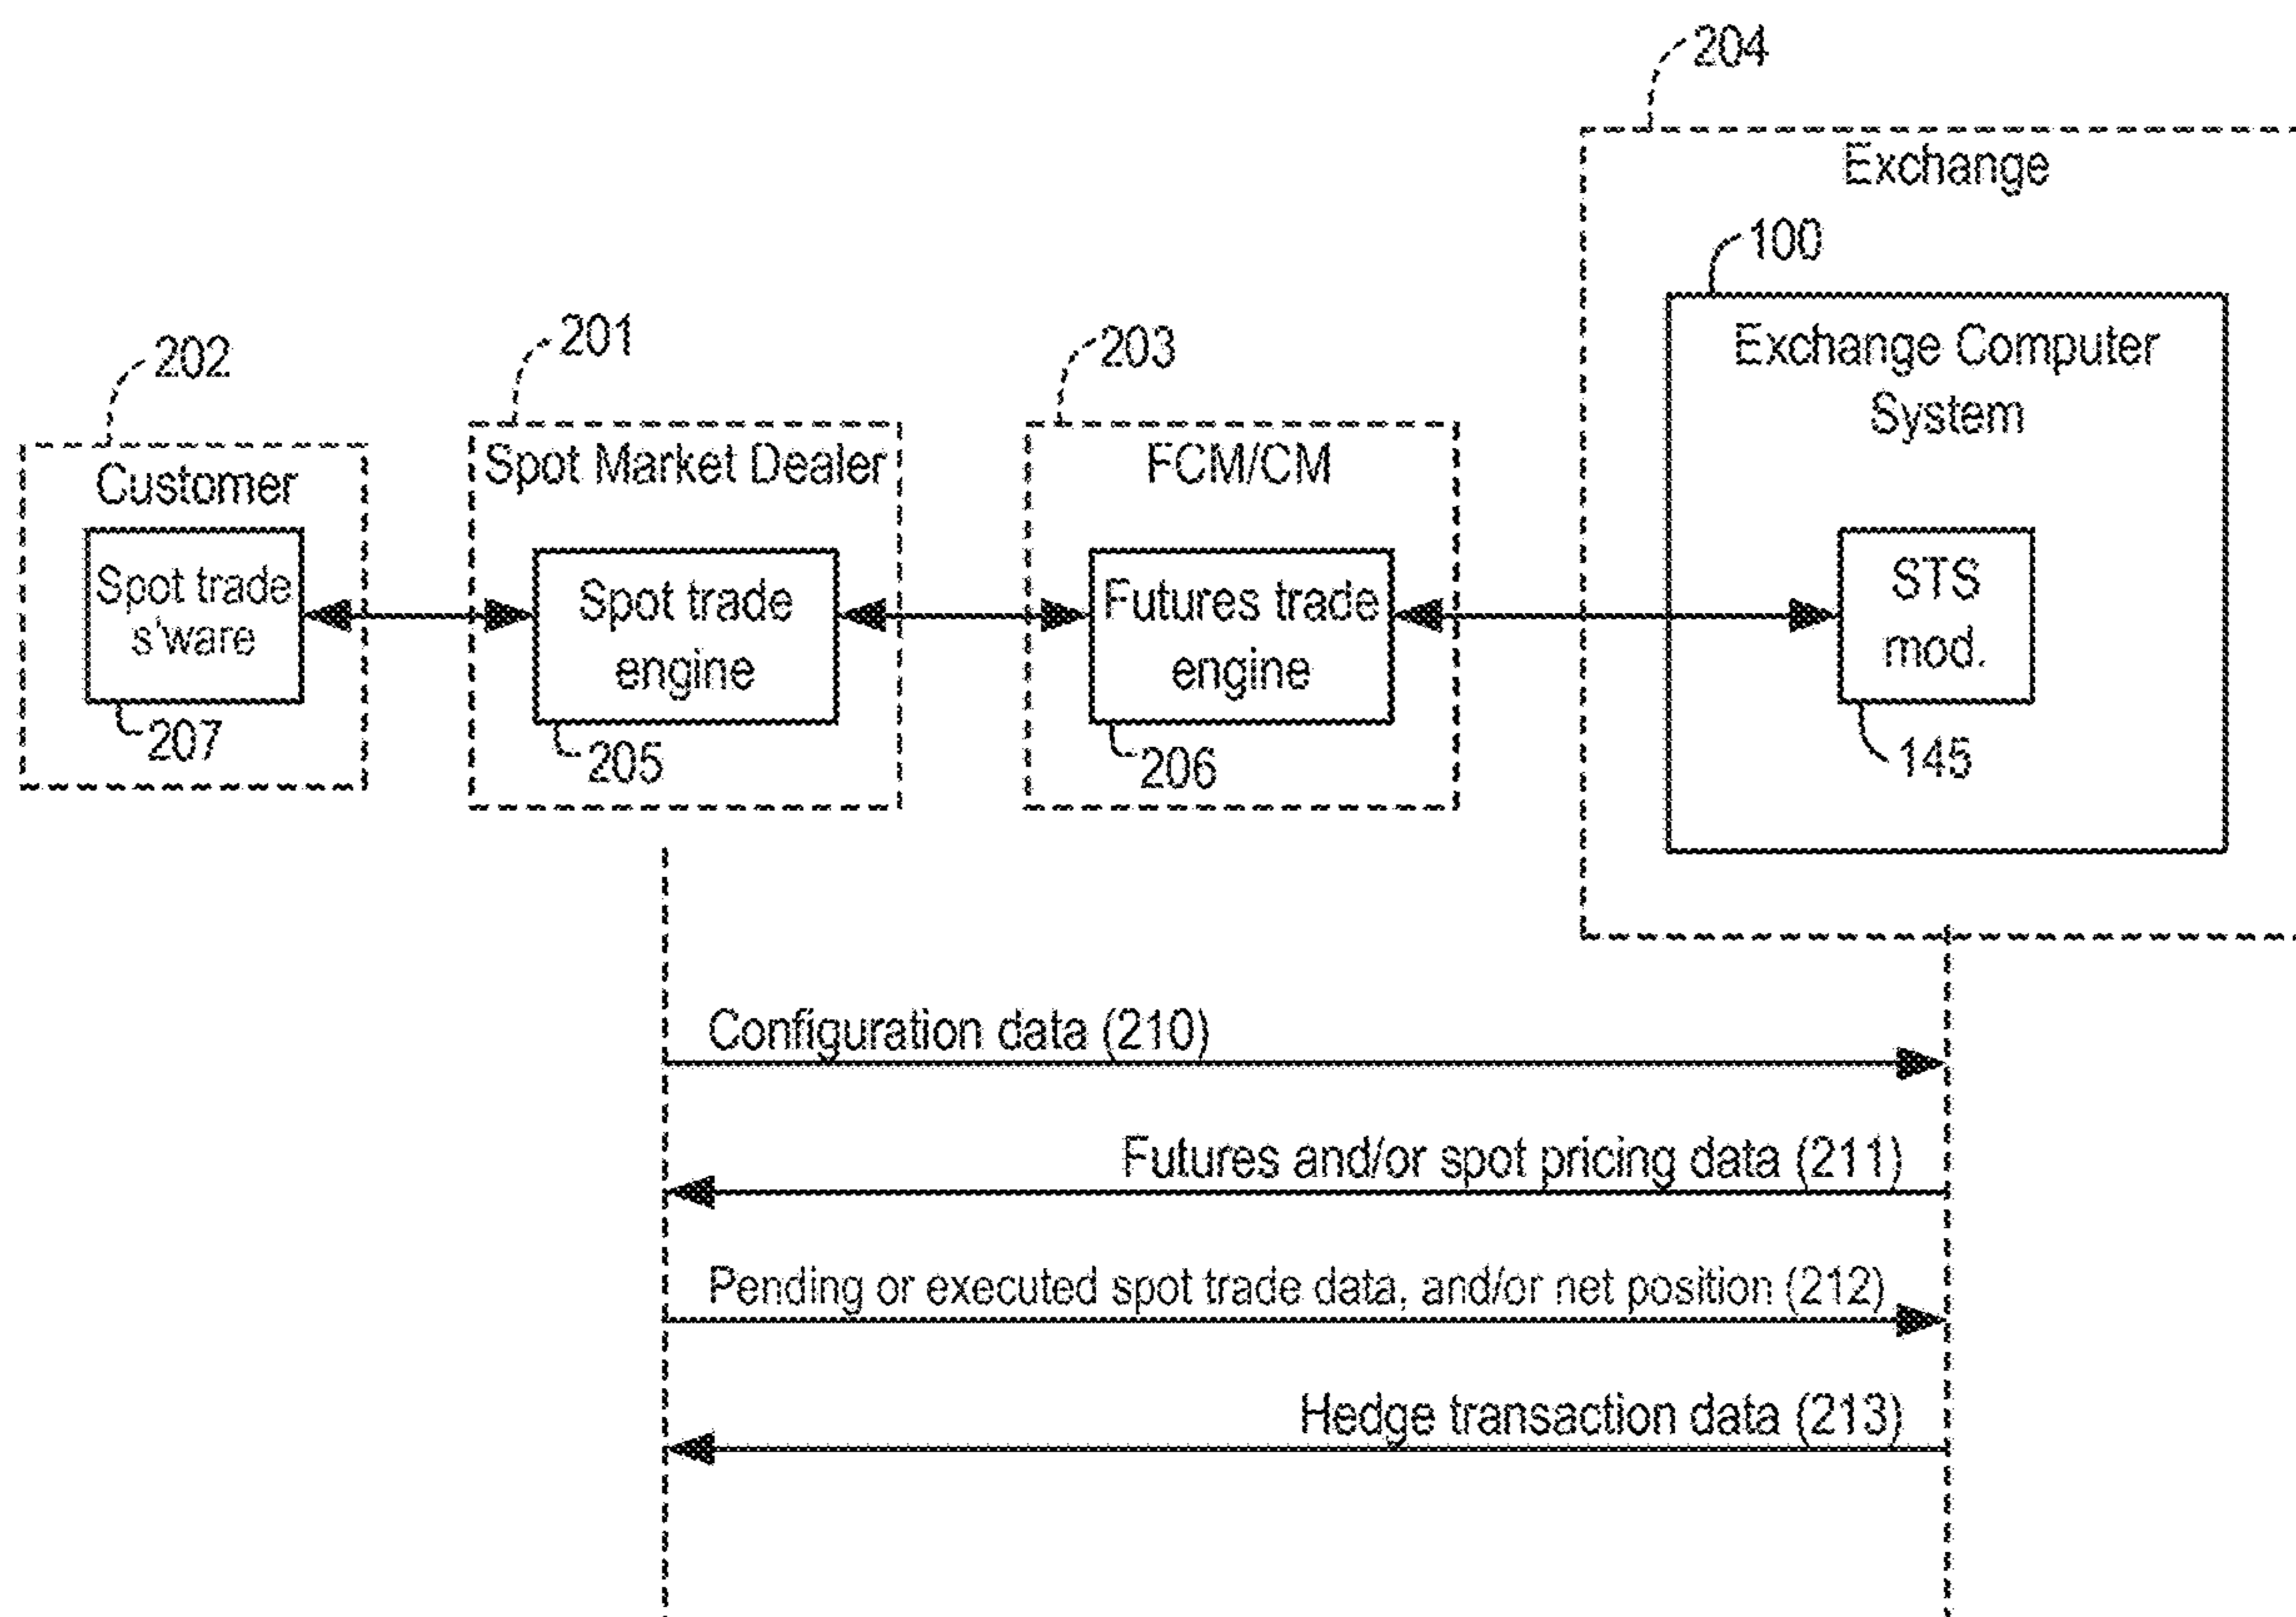 204
Exchange
100
Exchange Computer
System
STS
mod.
145
202
Customer
Spot trade
s'ware
207
201
Spot Market Dealer
Spot trade
engine
205
203
FCM/CM
Futures trade
engine
206
Configuration data (210)
Futures and/or spot pricing data (211)
Pending or executed spot trade data, and/or net position (212)
Hedge transaction data (213)